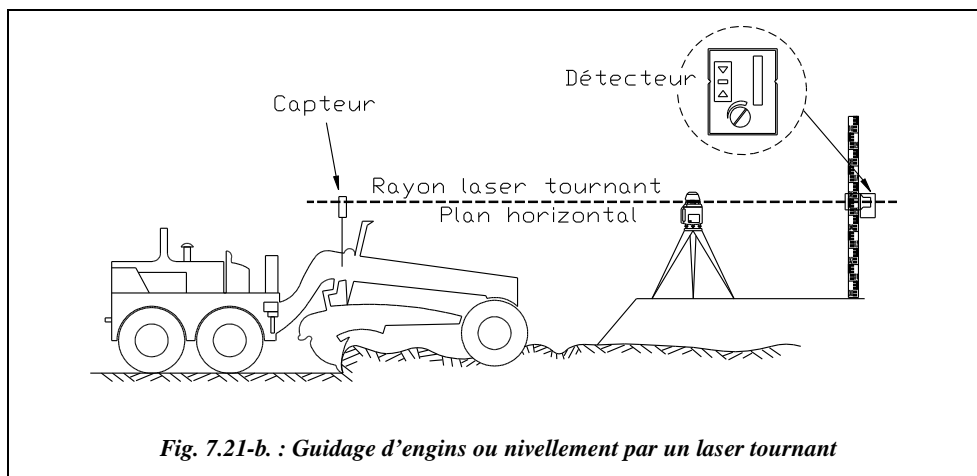 Détecteur
Capteur
Rayon laser tournant
Plan horizontal
Fig. 7.21-b. : Guidage d'engins ou nivellement par un laser tournant